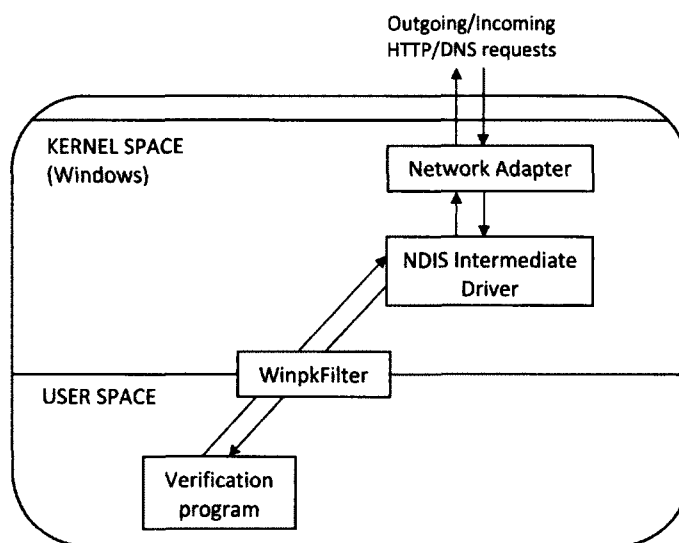 Outgoing/Incoming
HTTP/DNS requests
KERNEL SPACE
(Windows)
Network Adapter
NDIS Intermediate
Driver
WinpkFilter
USER SPACE
Verification
program